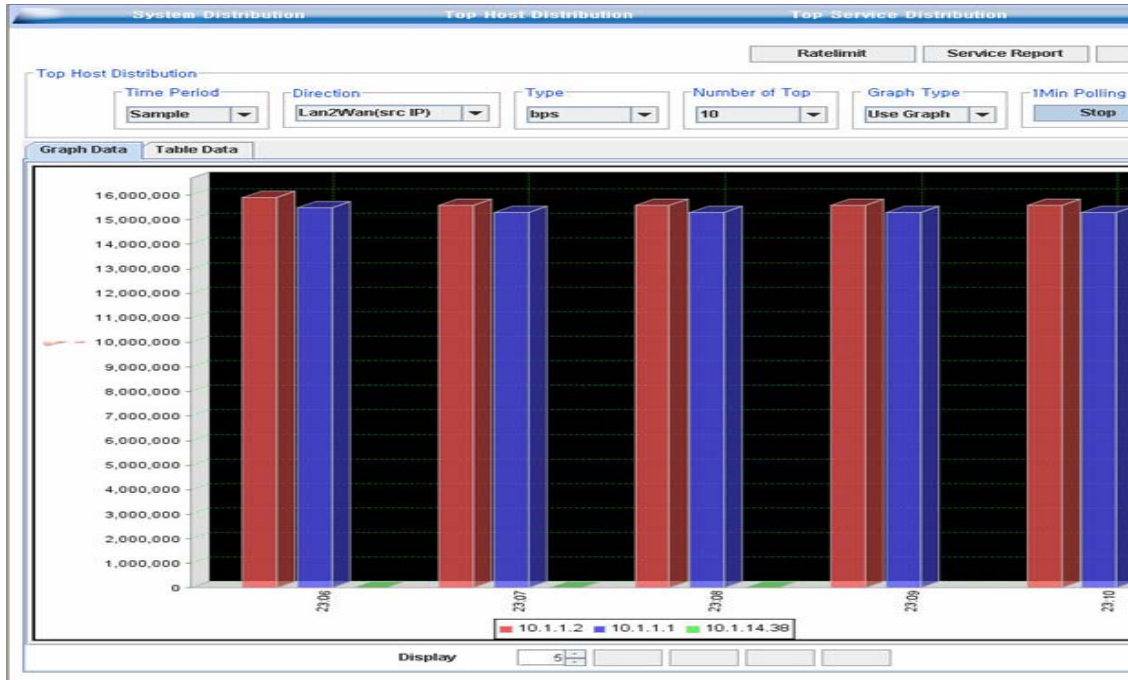 System Distribution Top Host Distribution Top Service Distribution
Ratelimit Service Report
Top Host Distribution
Time Period Direction Type Number of Top Graph Type 1Min Polling
Sample Lan2Wan(src IP) bps 10 Use Graph Stop
Graph Data Table Data
16,000,000
15,000,000
14,000,000
13,000,000
12,000,000
11,000,000
10,000,000
9,000,000
8,000,000
7,000,000
6,000,000
5,000,000
4,000,000
3,000,000
2,000,000
1,000,000
0
23:06 23:07 23:08 23:09 23:10
10.1.1.2 10.1.1.1 10.1.14.38
Display 5